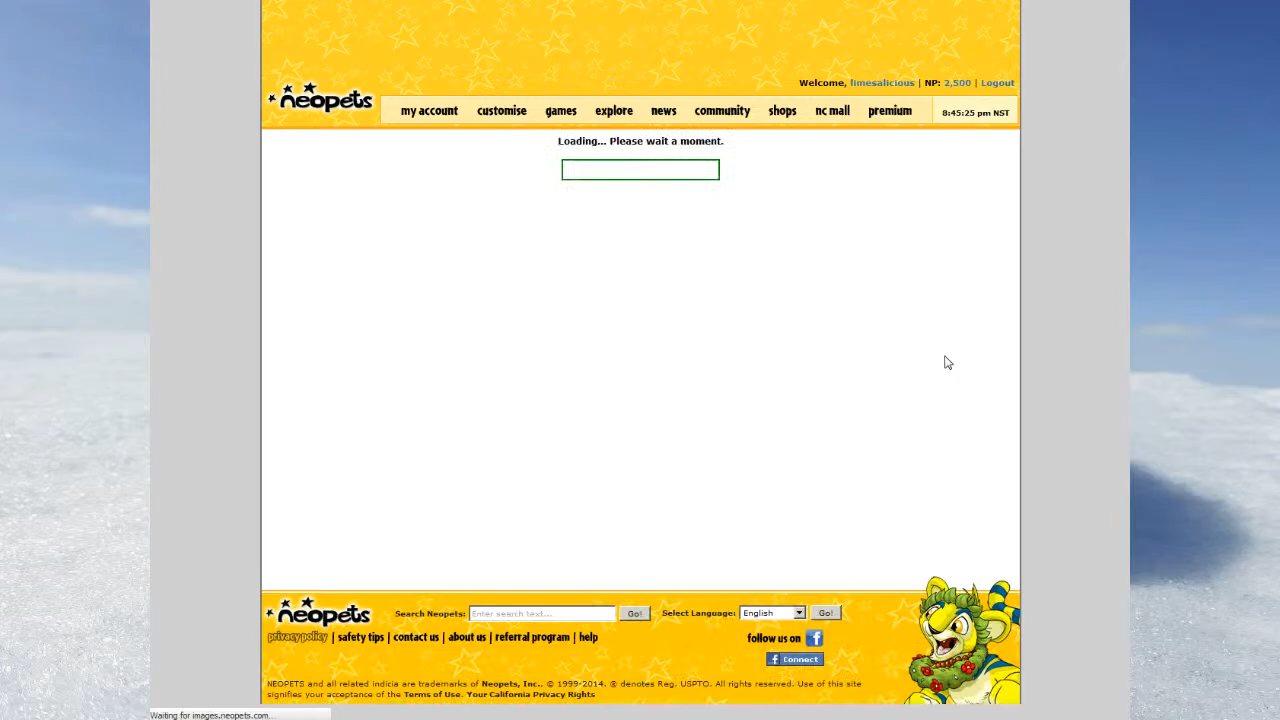 Welcome, limesalicious | NP: 2,500 | Logout
neopets
my account customise games explore news community shops nc mall premium 8:45:25 pm NST
Loading... Please wait a moment.
neopets
Search Neopets: Enter search text... Go! Select Language: English Go!
privacy policy | safety tips | contact us | about us | referral program | help
follow us on f
f Connect
NEOPETS and all related indicia are trademarks of Neopets, Inc.. © 1999-2014. ® denotes Reg. USPTO. All rights reserved. Use of this site
signifies your acceptance of the Terms of Use. Your California Privacy Rights
Waiting for images.neopets.com...